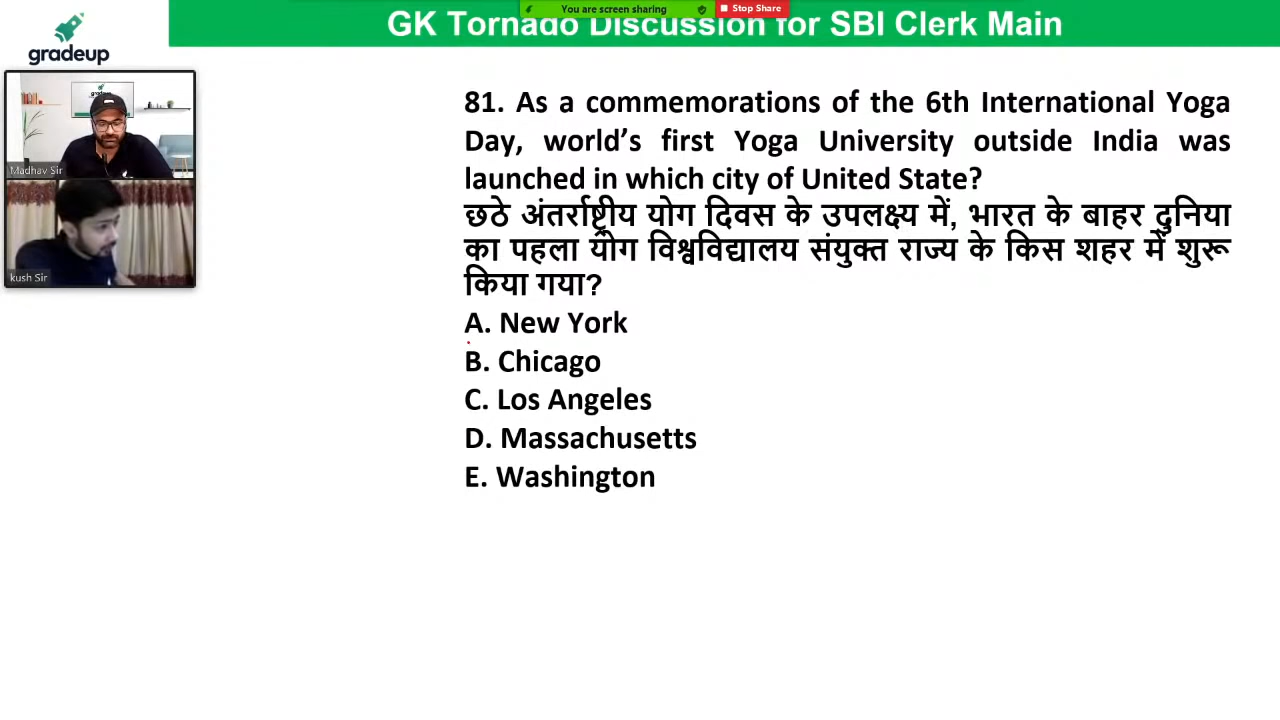 GK Tornado Discussion for SBI Clerk Main
You are screen sharing
Stop Share
gradeup
Madhav Sir
kush Sir
81. As a commemorations of the 6th International Yoga
Day, world’s first Yoga University outside India was
launched in which city of United State?
छठे अंतर्राष्ट्रीय योग दिवस के उपलक्ष्य में, भारत के बाहर दुनिया
का पहला योग विश्वविद्यालय संयुक्त राज्य के किस शहर में शुरू
किया गया?
A. New York
B. Chicago
C. Los Angeles
D. Massachusetts
E. Washington